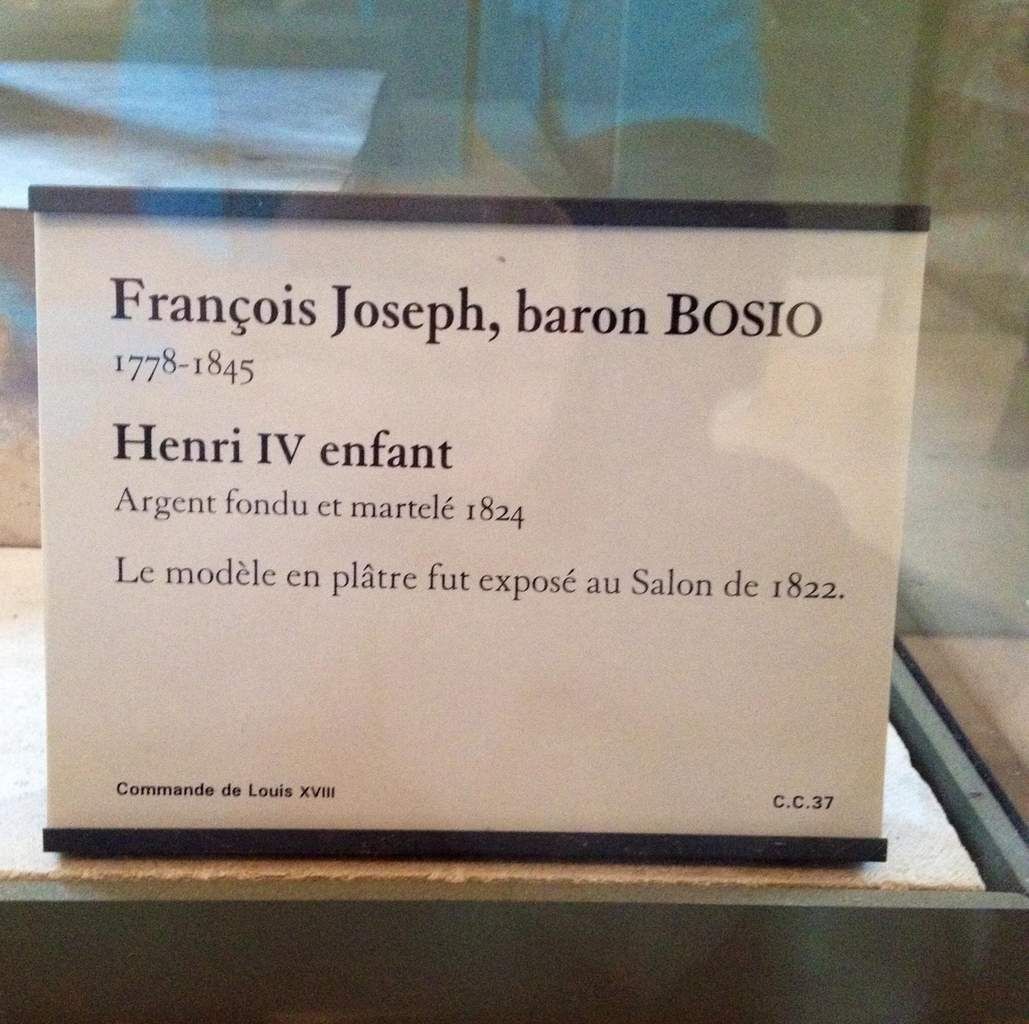 François Joseph, baron BOSIO
1778-1845
Henri IV enfant
Argent fondu et martelé 1824
Le modèle en plâtre fut exposé au Salon de 1822.
Commande de Louis XVIII
C.C.37